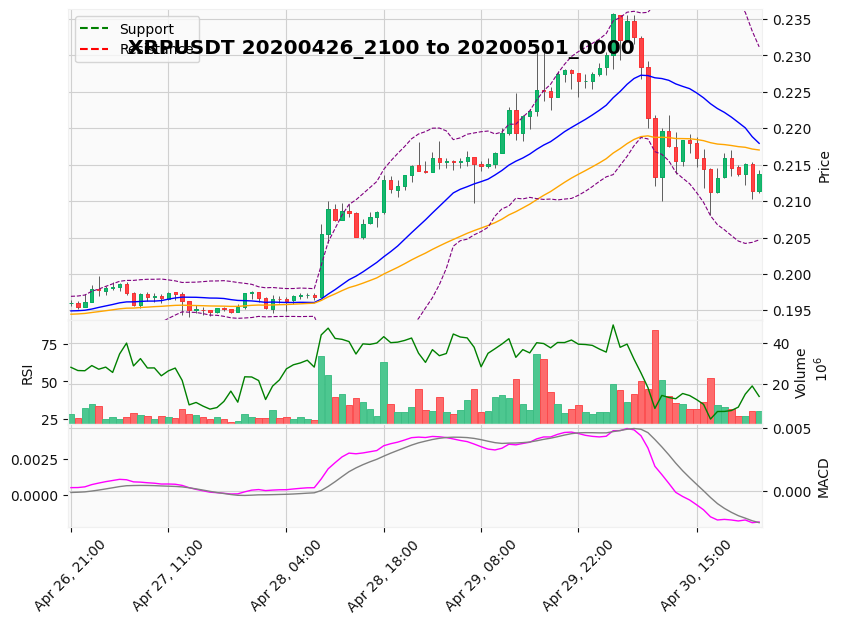 XRPUSDT 20200426_2100 to 20200501_0000
Support
0.235
0.230
0.225
0.220
0.215
0.210
0.205
0.200
0.195
Price
75
50
25
RSI
40
20
Volume
10^6
0.0025
0.0000
0.005
0.000
MACD
Apr 26, 21:00
Apr 27, 11:00
Apr 28, 04:00
Apr 28, 18:00
Apr 29, 08:00
Apr 29, 22:00
Apr 30, 15:00